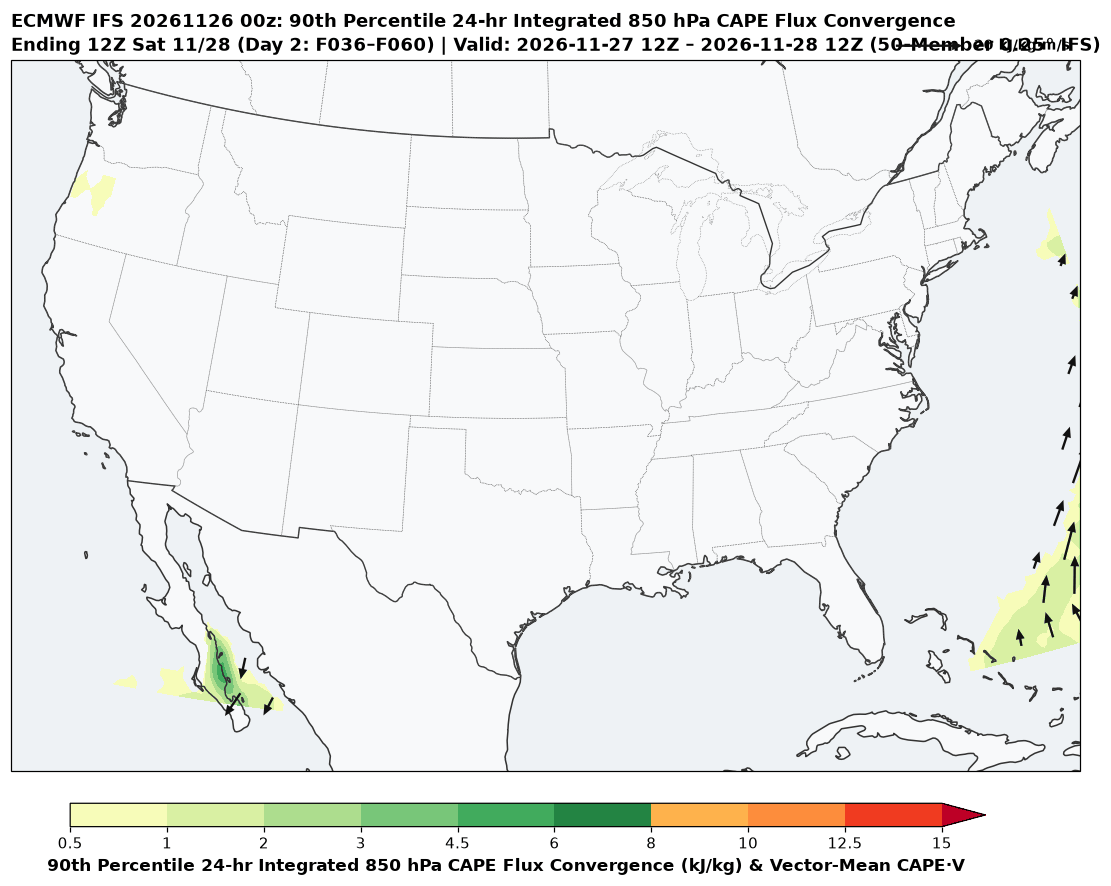 ECMWF IFS 20261126 00z: 90th Percentile 24-hr Integrated 850 hPa CAPE Flux Convergence
Ending 12Z Sat 11/28 (Day 2: F036–F060) | Valid: 2026-11-27 12Z – 2026-11-28 12Z (50-Member 0.25° IFS)
0.5 1 2 3 4.5 6 8 10 12.5 15
90th Percentile 24-hr Integrated 850 hPa CAPE Flux Convergence (kJ/kg) & Vector-Mean CAPE·V